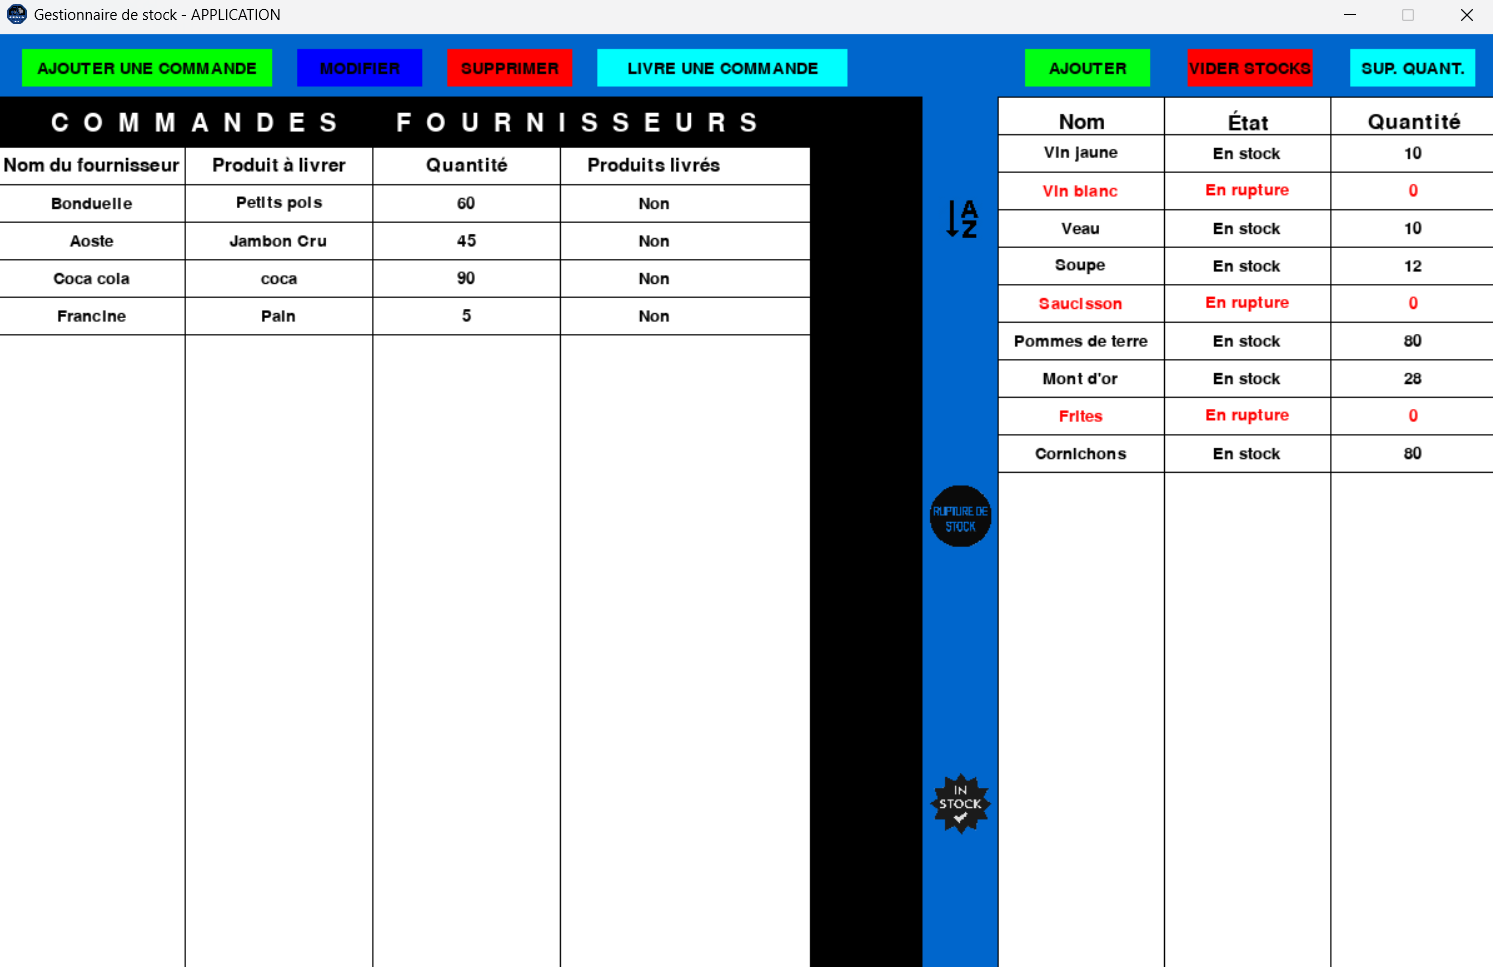 Gestionnaire de stock - APPLICATION
AJOUTER UNE COMMANDE MODIFIER SUPPRIMER LIVRE UNE COMMANDE AJOUTER VIDER STOCKS SUP. QUANT.
COMMANDES FOURNISSEURS
Nom du fournisseur Produit à livrer Quantité Produits livrés
Bonduelle Petits pois 60 Non
Aoste Jambon Cru 45 Non
Coca cola coca 90 Non
Francine Pain 5 Non
A
Z
RUPTURE DE
STOCK
IN
STOCK
Nom État Quantité
Vin jaune En stock 10
Vin blanc En rupture 0
Veau En stock 10
Soupe En stock 12
Saucisson En rupture 0
Pommes de terre En stock 80
Mont d'or En stock 28
Frites En rupture 0
Cornichons En stock 80